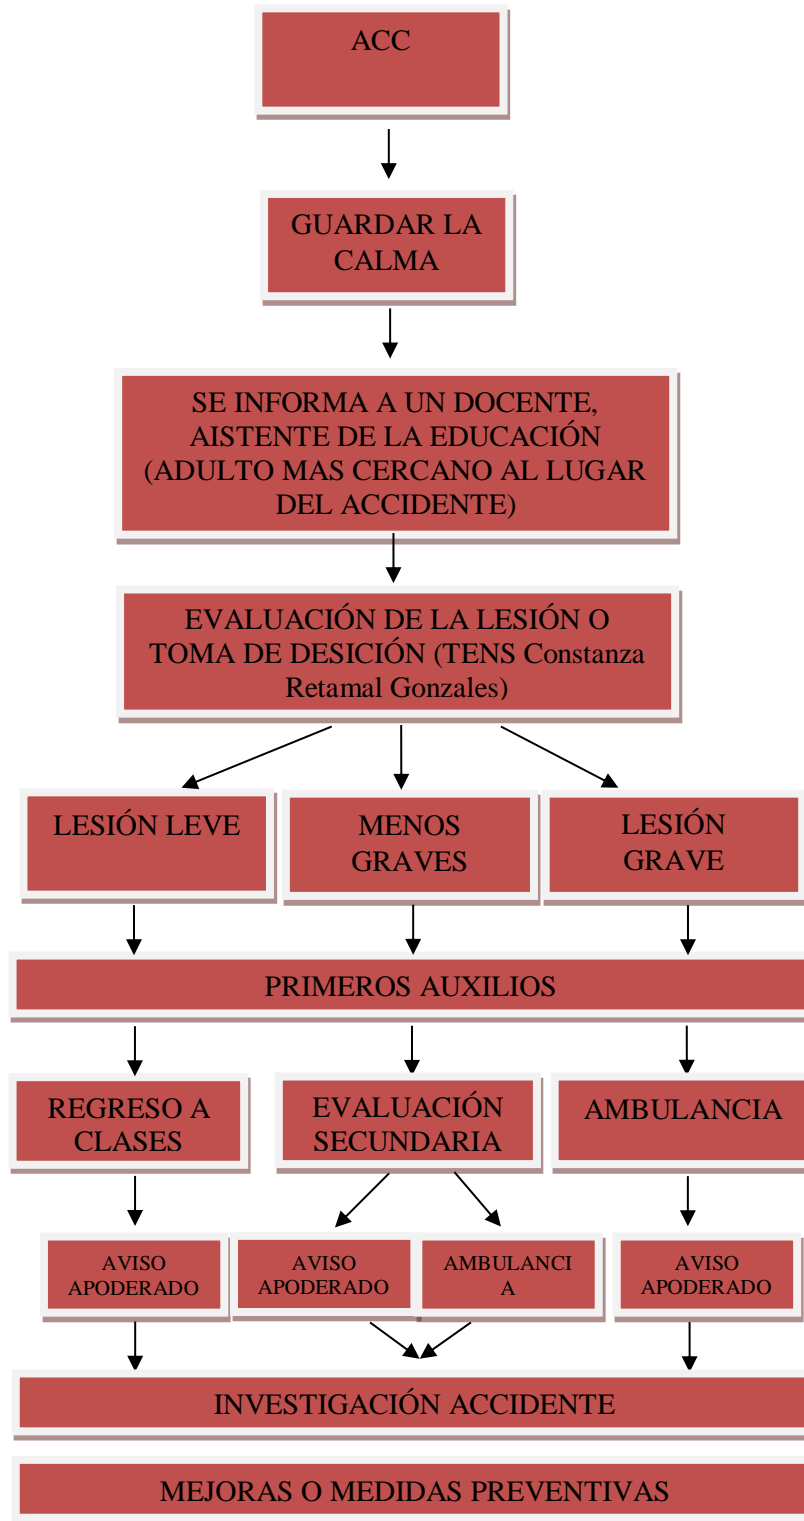 ACC
GUARDAR LA
CALMA
SE INFORMA A UN DOCENTE,
AISTENTE DE LA EDUCACIÓN
(ADULTO MAS CERCANO AL LUGAR
DEL ACCIDENTE)
EVALUACIÓN DE LA LESIÓN O
TOMA DE DESICIÓN (TENS Constanza
Retamal Gonzales)
LESIÓN LEVE
MENOS
GRAVES
LESIÓN
GRAVE
PRIMEROS AUXILIOS
REGRESO A
CLASES
EVALUACIÓN
SECUNDARIA
AMBULANCIA
AVISO
APODERADO
AVISO
APODERADO
AMBULANCI
A
AVISO
APODERADO
INVESTIGACIÓN ACCIDENTE
MEJORAS O MEDIDAS PREVENTIVAS